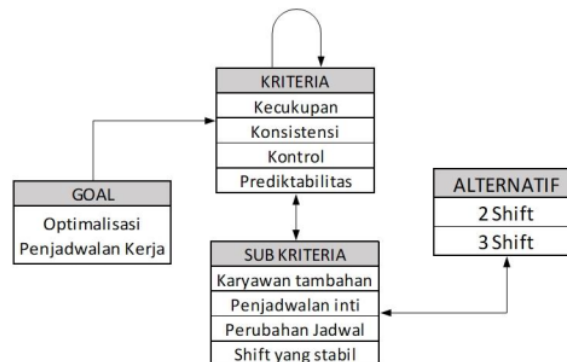 KRITERIA
Kecukupan
Konsistensi
Kontrol
Prediktabilitas
GOAL
Optimalisasi
Penjadwalan Kerja
ALTERNATIF
2 Shift
3 Shift
SUB KRITERIA
Karyawan tambahan
Penjadwalan inti
Perubahan Jadwal
Shift yang stabil